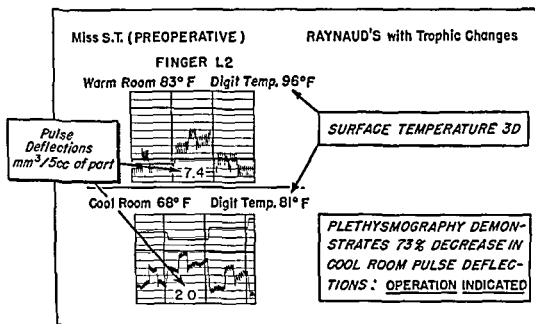 Miss S.T. (PREOPERATIVE)
RAYNAUD'S with Trophic Changes
FINGER L2
Warm Room 83° F Digit Temp. 96° F
Pulse
Deflections
mm³/5cc of part
7.4
SURFACE TEMPERATURE 3D
Cool Room 68° F Digit Temp. 81° F
2 0
PLETHYSMOGRAPHY DEMON-
STRATES 73% DECREASE IN
COOL ROOM PULSE DEFLEC-
TIONS: OPERATION INDICATED